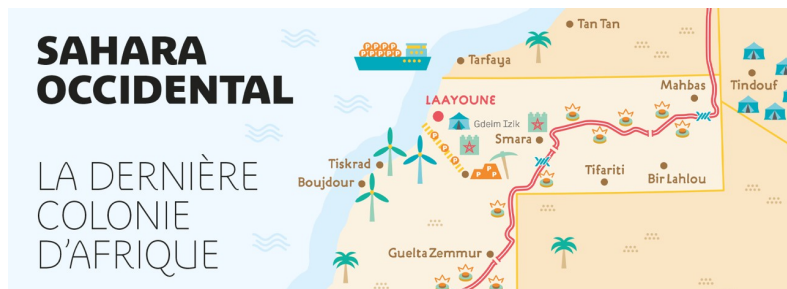 SAHARA
OCCIDENTAL
LA DERNIÈRE
COLONIE
D'AFRIQUE
Tan Tan
Tarfaya
Mahbas
Tindouf
LAAYOUNE
Gdeim Izik
Smara
Tiskrad
Boujdour
Tifariti
Bir Lahlou
Guelta Zemmur
P
P
P
P
P
P